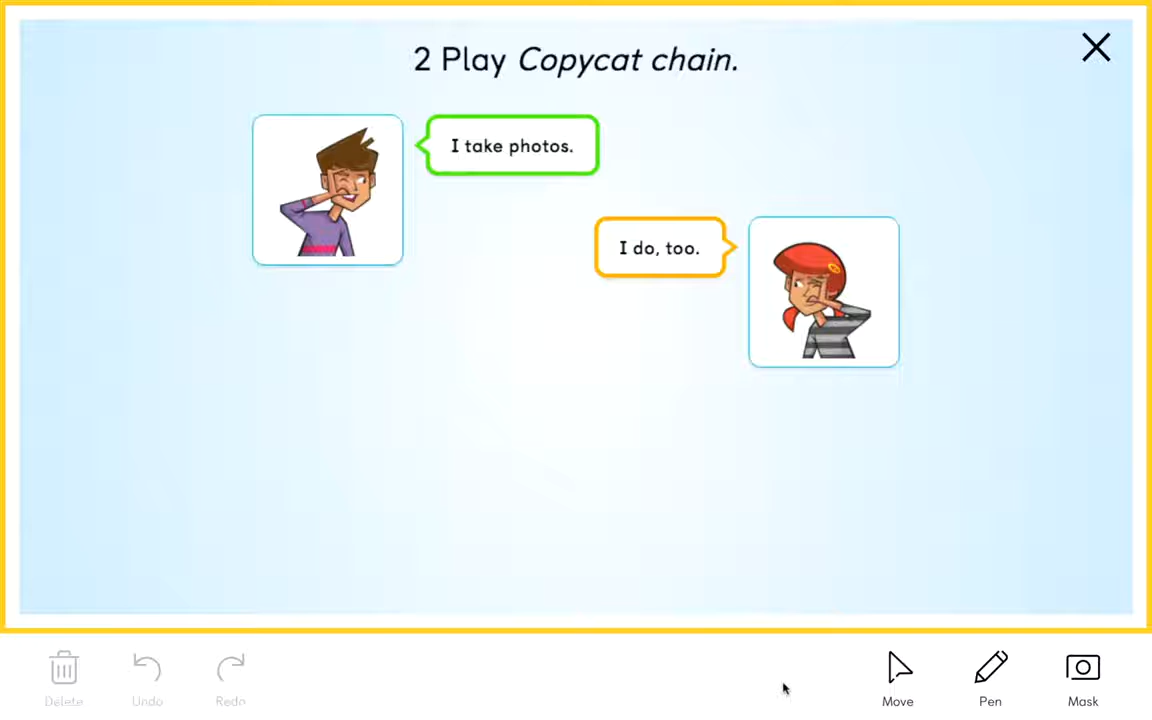 2 Play Copycat chain.
I take photos.
I do, too.
Delete
Undo
Redo
Move
Pen
Mask